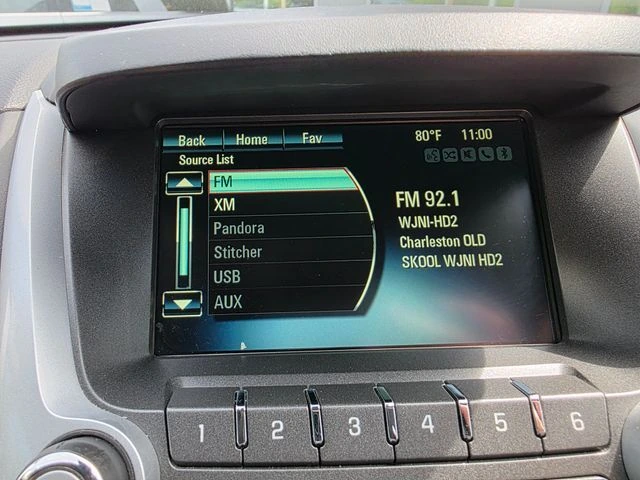 Back Home Fav 80°F 11:00
Source List
FM
XM
Pandora
Stitcher
USB
AUX
FM 92.1
WJNI-HD2
Charleston OLD
SKOOL WJNI HD2
1 2 3 4 5 6